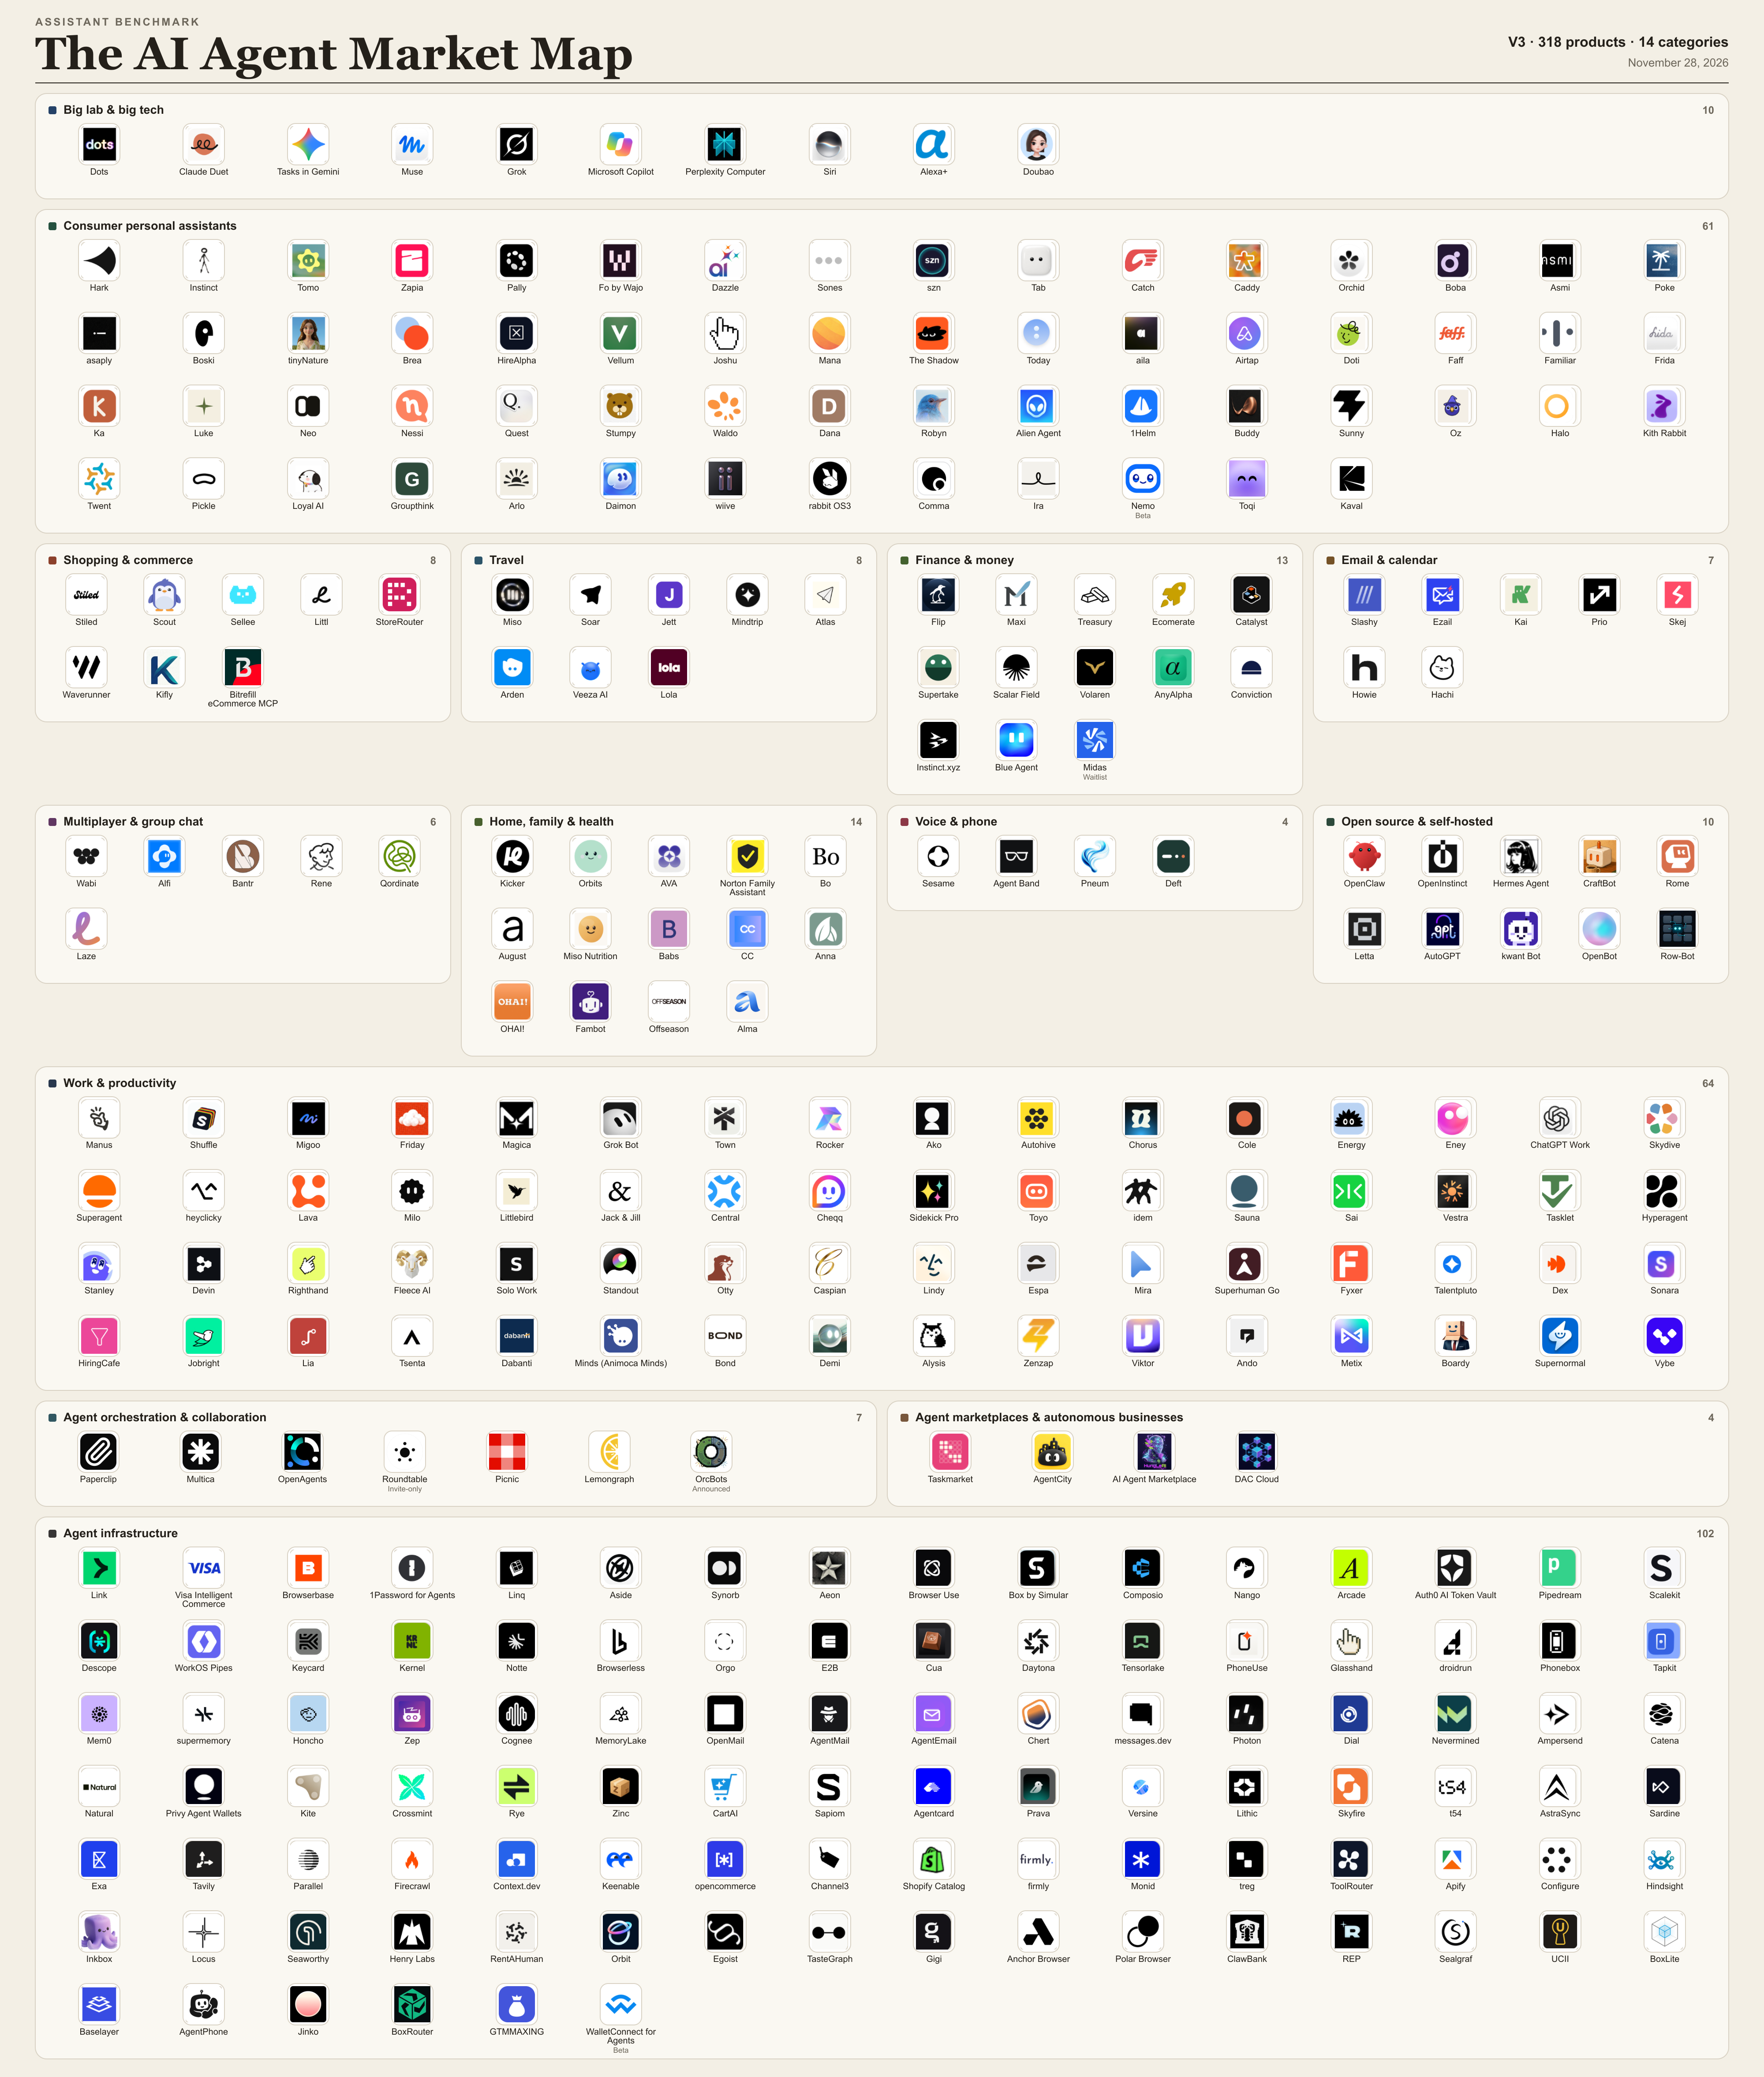 ASSISTANT BENCHMARK
The AI Agent Market Map
V3 · 318 products · 14 categories
November 28, 2026
Big lab & big tech 10
dots
Dots Claude Duet Tasks in Gemini Muse Grok Microsoft Copilot Perplexity Computer Siri Alexa+ Doubao
Consumer personal assistants 61
szn asmi
Hark Instinct Tomo Zapia Pally Fo by Wajo Dazzle Sones szn Tab Catch Caddy Orchid Boba Asmi Poke
faff. frida
asaply Boski tinyNature Brea HireAlpha Vellum Joshu Mana The Shadow Today aila Airtap Doti Faff Familiar Frida
K Q. D
Ka Luke Neo Nessi Quest Stumpy Waldo Dana Robyn Alien Agent 1Helm Buddy Sunny Oz Halo Kith Rabbit
G
Twent Pickle Loyal AI Groupthink Arlo Daimon wiive rabbit OS3 Comma Ira Nemo Toqi Kaval
Beta
Shopping & commerce 8
Stiled
Stiled Scout Sellee Littl StoreRouter
Waverunner Kifly Bitrefill
eCommerce MCP
Travel 8
J
Miso Soar Jett Mindtrip Atlas
lola
Arden Veeza AI Lola
Finance & money 13
Flip Maxi Treasury Ecomerate Catalyst
α
Supertake Scalar Field Volaren AnyAlpha Conviction
Instinct.xyz Blue Agent Midas
Waitlist
Email & calendar 7
Slashy Ezail Kai Prio Skej
h
Howie Hachi
Multiplayer & group chat 6
Wabi Alfi Bantr Rene Qordinate
Laze
Home, family & health 14
Bo
Kicker Orbits AVA Norton Family
Assistant
Bo
a B CC
August Miso Nutrition Babs CC Anna
OHAI! OFFSEASON a
OHAI! Fambot Offseason Alma
Voice & phone 4
Sesame Agent Band Pneum Deft
Open source & self-hosted 10
OpenClaw OpenInstinct Hermes Agent CraftBot Rome
gpt
Letta AutoGPT kwant Bot OpenBot Row-Bot
Work & productivity 64
Manus Shuffle Migoo Friday Magica Grok Bot Town Rocker Ako Autohive Chorus Cole Energy Eney ChatGPT Work Skydive
&
Superagent heyclicky Lava Milo Littlebird Jack & Jill Central Cheqq Sidekick Pro Toyo idem Sauna Sai Vestra Tasklet Hyperagent
S S
Stanley Devin Righthand Fleece AI Solo Work Standout Otty Caspian Lindy Espa Mira Superhuman Go Fyxer Talentpluto Dex Sonara
dabanti BOND
HiringCafe Jobright Lia Tsenta Dabanti Minds (Animoca Minds) Bond Demi Alysis Zenzap Viktor Ando Metix Boardy Supernormal Vybe
Agent orchestration & collaboration 7
Paperclip Multica OpenAgents Roundtable Picnic Lemongraph OrcBots
Invite-only Announced
Agent marketplaces & autonomous businesses 4
Taskmarket AgentCity AI Agent Marketplace DAC Cloud
Agent infrastructure 102
VISA B A p S
Link Visa Intelligent
Commerce
Browserbase 1Password for Agents Linq Aside Synorb Aeon Browser Use Box by Simular Composio Nango Arcade Auth0 AI Token Vault Pipedream Scalekit
KR
NL
Descope WorkOS Pipes Keycard Kernel Notte Browserless Orgo E2B Cua Daytona Tensorlake PhoneUse Glasshand droidrun Phonebox Tapkit
Mem0 supermemory Honcho Zep Cognee MemoryLake OpenMail AgentMail AgentEmail Chert messages.dev Photon Dial Nevermined Ampersend Catena
Natural t54
Natural Privy Agent Wallets Kite Crossmint Rye Zinc CartAI Sapiom Agentcard Prava Versine Lithic Skyfire t54 AstraSync Sardine
firmly.
Exa Tavily Parallel Firecrawl Context.dev Keenable opencommerce Channel3 Shopify Catalog firmly Monid treg ToolRouter Apify Configure Hindsight
R
Inkbox Locus Seaworthy Henry Labs RentAHuman Orbit Egoist TasteGraph Gigi Anchor Browser Polar Browser ClawBank REP Sealgraf UCII BoxLite
Baselayer AgentPhone Jinko BoxRouter GTMMAXING WalletConnect for
Agents
Beta